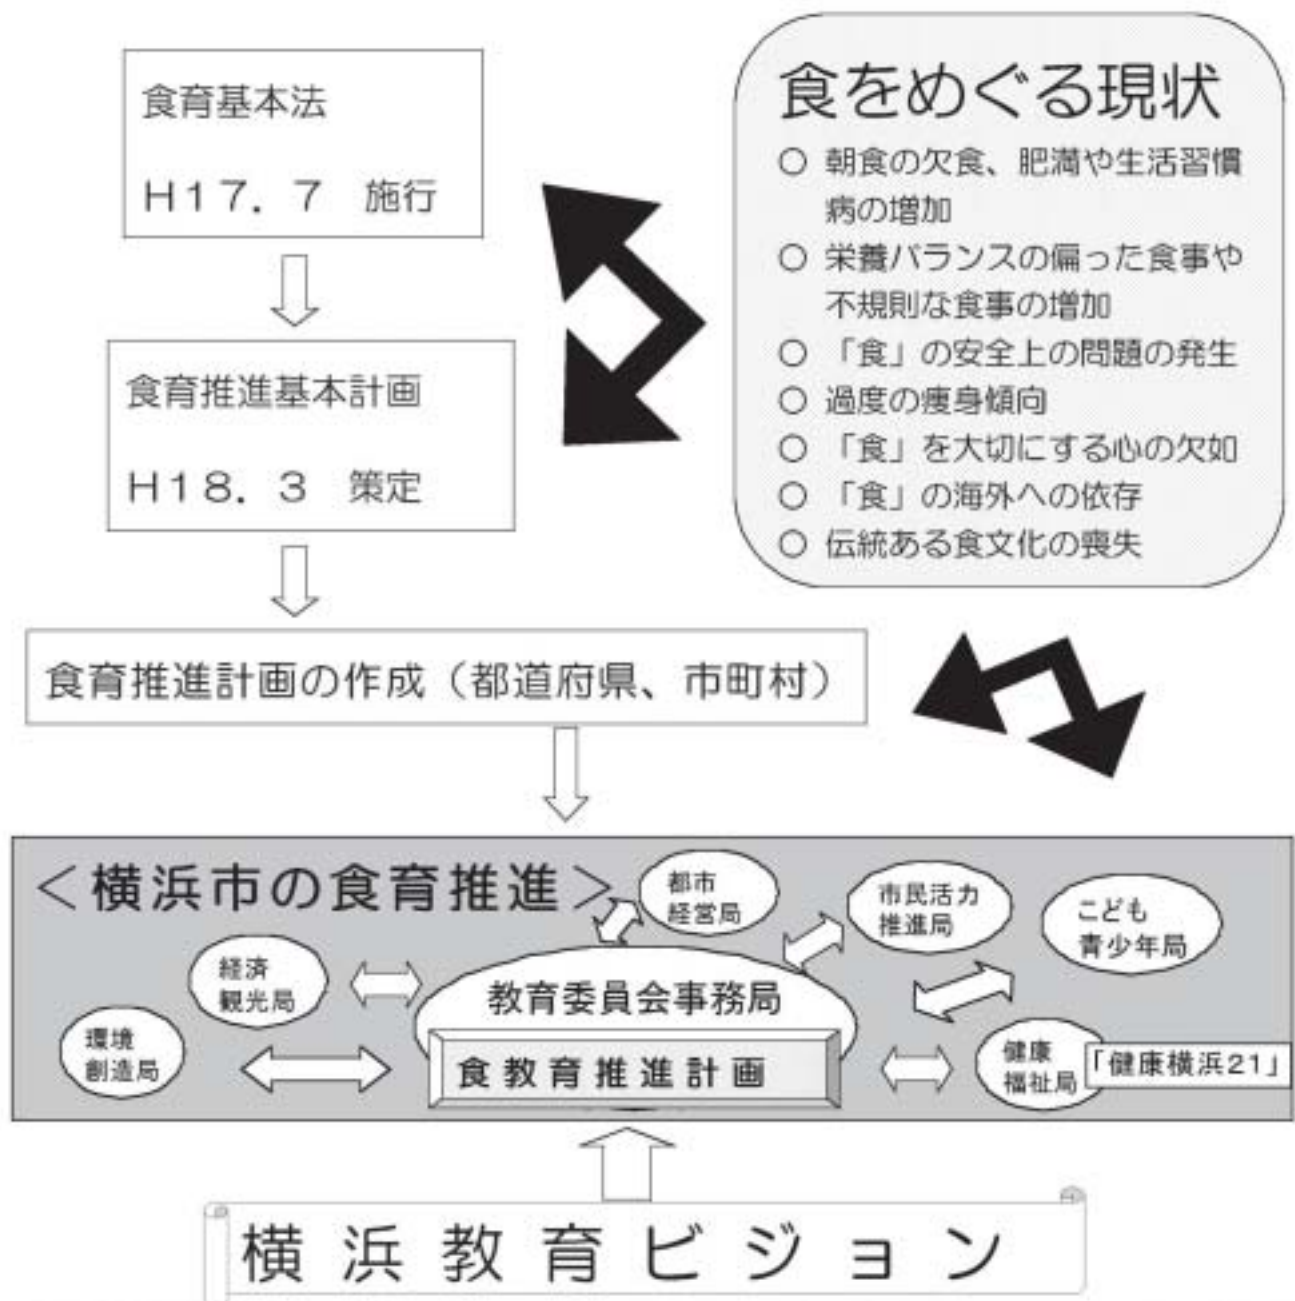 食育基本法
H17.7 施行
食育推進基本計画
H18.3 策定
食をめぐる現状
○ 朝食の欠食、肥満や生活習慣
病の増加
○ 栄養バランスの偏った食事や
不規則な食事の増加
○ 「食」の安全上の問題の発生
○ 過度の痩身傾向
○ 「食」を大切にする心の欠如
○ 「食」の海外への依存
○ 伝統ある食文化の喪失
食育推進計画の作成（都道府県、市町村）
＜横浜市の食育推進＞
都市
経営局
市民活力
推進局
こども
青少年局
経済
観光局
教育委員会事務局
環境
創造局
食教育推進計画
健康
福祉局
「健康横浜21」
横浜教育ビジョン